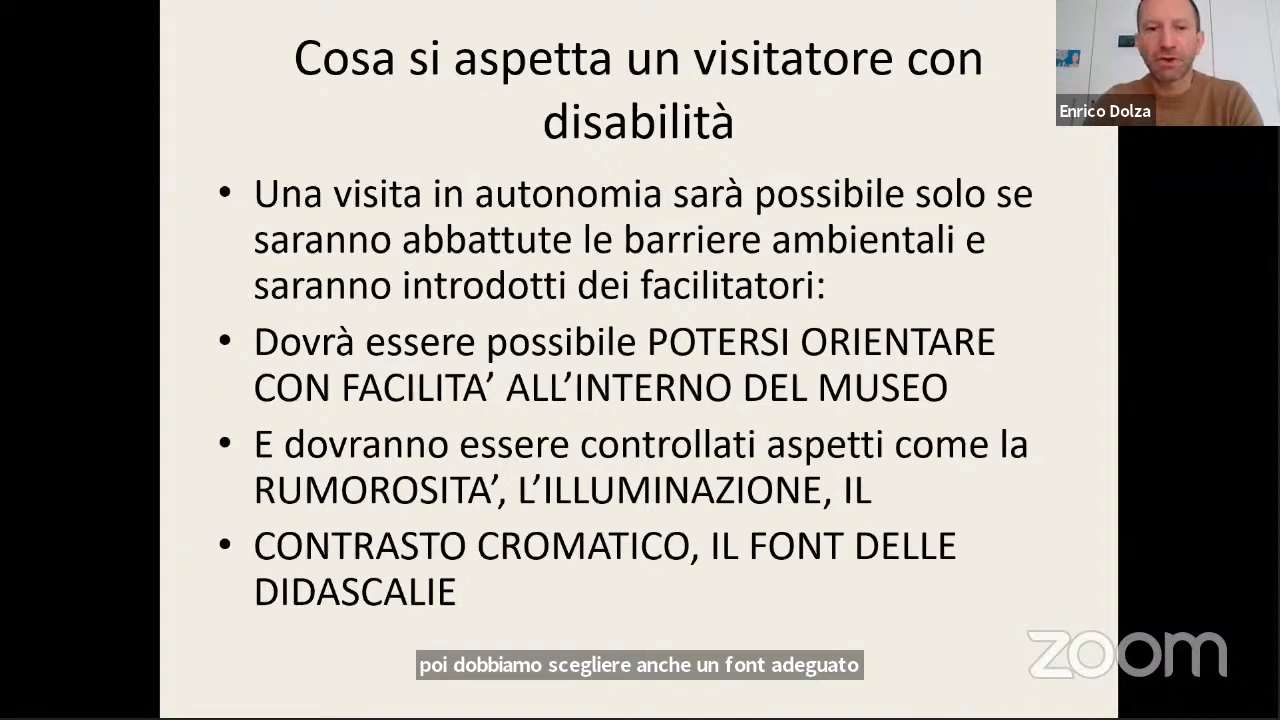 Cosa si aspetta un visitatore con
disabilità
Enrico Dolza
• Una visita in autonomia sarà possibile solo se
saranno abbattute le barriere ambientali e
saranno introdotti dei facilitatori:
• Dovrà essere possibile POTERSI ORIENTARE
CON FACILITA’ ALL’INTERNO DEL MUSEO
• E dovranno essere controllati aspetti come la
RUMOROSITA’, L’ILLUMINAZIONE, IL
• CONTRASTO CROMATICO, IL FONT DELLE
DIDASCALIE
poi dobbiamo scegliere anche un font adeguato
zoom